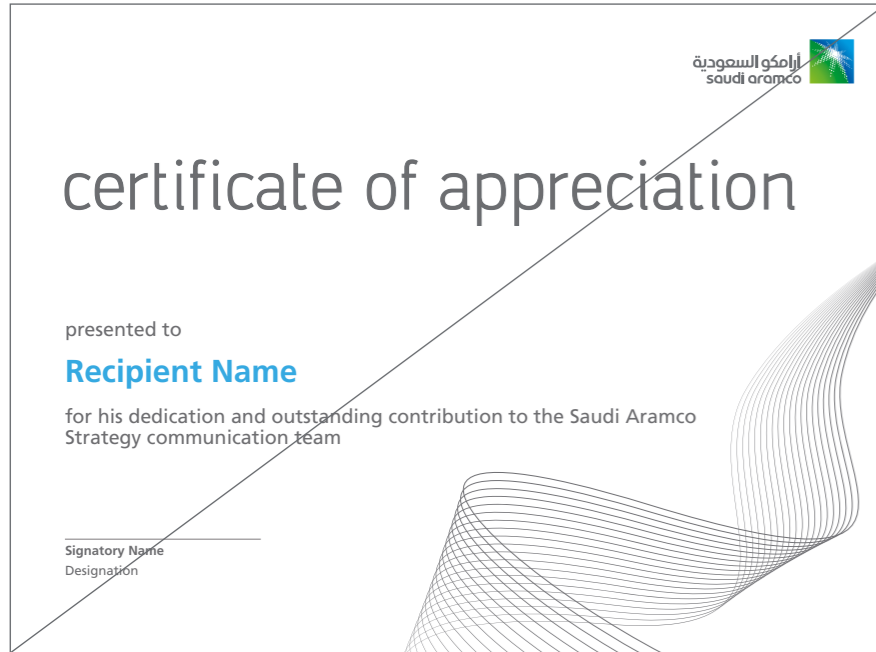 أرامكو السعودية
saudi aramco
certificate of appreciation
presented to
Recipient Name
for his dedication and outstanding contribution to the Saudi Aramco
Strategy communication team
Signatory Name
Designation